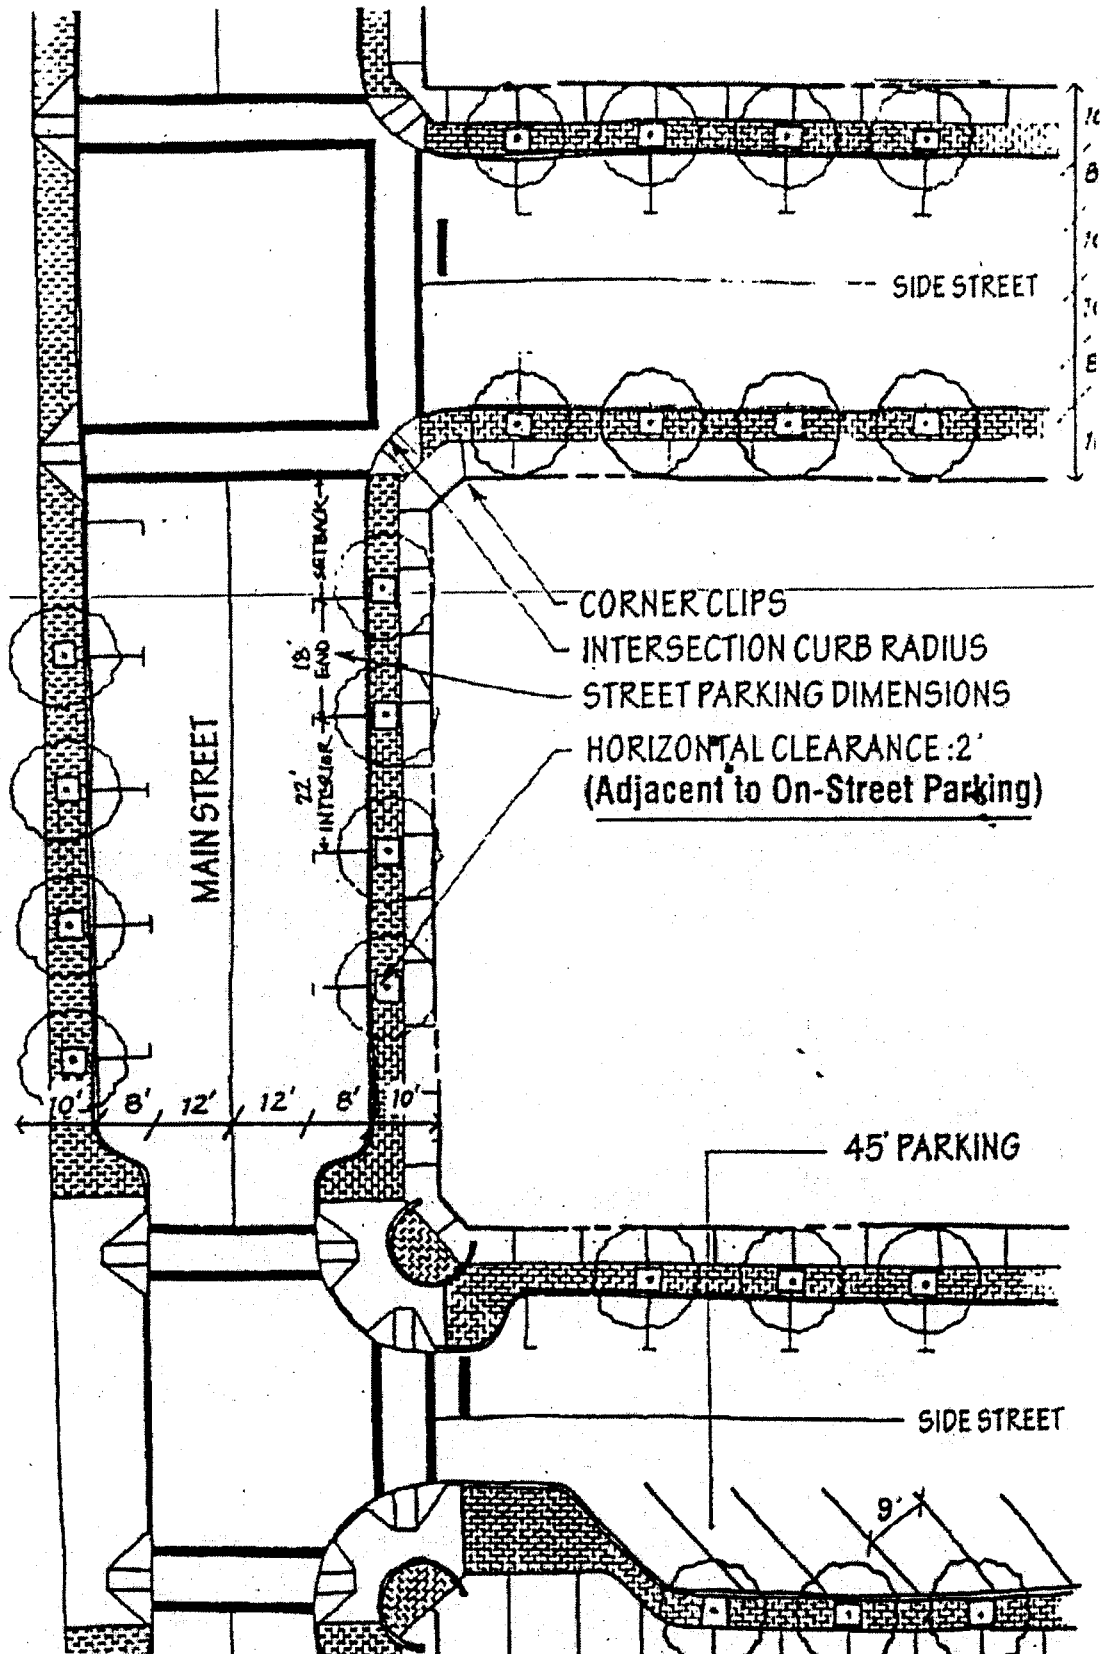 SIDE STREET
SETBACK
CORNER CLIPS
INTERSECTION CURB RADIUS
18'
END
STREET PARKING DIMENSIONS
MAIN STREET
22'
INTERIOR
HORIZONTAL CLEARANCE:2'
(Adjacent to On-Street Parking)
10' 8' 12' 12' 8' 10'
45' PARKING
SIDE STREET
9'